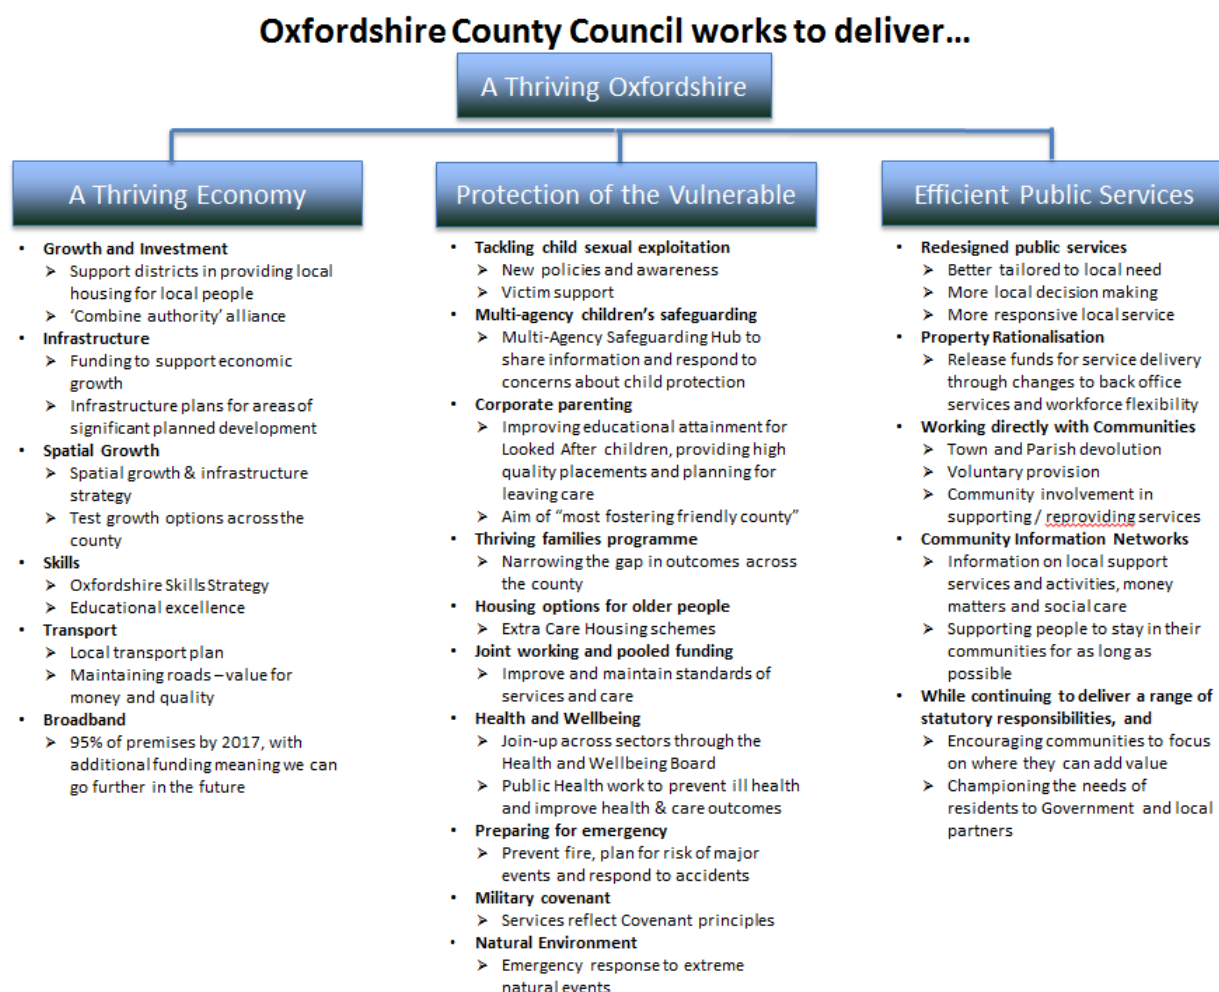 Oxfordshire County Council works to deliver...
A Thriving Oxfordshire
A Thriving Economy
• Growth and Investment
➢ Support districts in providing local
housing for local people
➢ ‘Combine authority’ alliance
• Infrastructure
➢ Funding to support economic
growth
➢ Infrastructure plans for areas of
significant planned development
• Spatial Growth
➢ Spatial growth & infrastructure
strategy
➢ Test growth options across the
county
• Skills
➢ Oxfordshire Skills Strategy
➢ Educational excellence
• Transport
➢ Local transport plan
➢ Maintaining roads – value for
money and quality
• Broadband
➢ 95% of premises by 2017, with
additional funding meaning we can
go further in the future
Protection of the Vulnerable
• Tackling child sexual exploitation
➢ New policies and awareness
➢ Victim support
• Multi-agency children’s safeguarding
➢ Multi-Agency Safeguarding Hub to
share information and respond to
concerns about child protection
• Corporate parenting
➢ Improving educational attainment for
Looked After children, providing high
quality placements and planning for
leaving care
➢ Aim of “most fostering friendly county”
• Thriving families programme
➢ Narrowing the gap in outcomes across
the county
• Housing options for older people
➢ Extra Care Housing schemes
• Joint working and pooled funding
➢ Improve and maintain standards of
services and care
• Health and Wellbeing
➢ Join-up across sectors through the
Health and Wellbeing Board
➢ Public Health work to prevent ill health
and improve health & care outcomes
• Preparing for emergency
➢ Prevent fire, plan for risk of major
events and respond to accidents
• Military covenant
➢ Services reflect Covenant principles
• Natural Environment
➢ Emergency response to extreme
natural events
Efficient Public Services
• Redesigned public services
➢ Better tailored to local need
➢ More local decision making
➢ More responsive local service
• Property Rationalisation
➢ Release funds for service delivery
through changes to back office
services and workforce flexibility
• Working directly with Communities
➢ Town and Parish devolution
➢ Voluntary provision
➢ Community involvement in
supporting / reproviding services
• Community Information Networks
➢ Information on local support
services and activities, money
matters and social care
➢ Supporting people to stay in their
communities for as long as
possible
• While continuing to deliver a range of
statutory responsibilities, and
➢ Encouraging communities to focus
on where they can add value
➢ Championing the needs of
residents to Government and local
partners